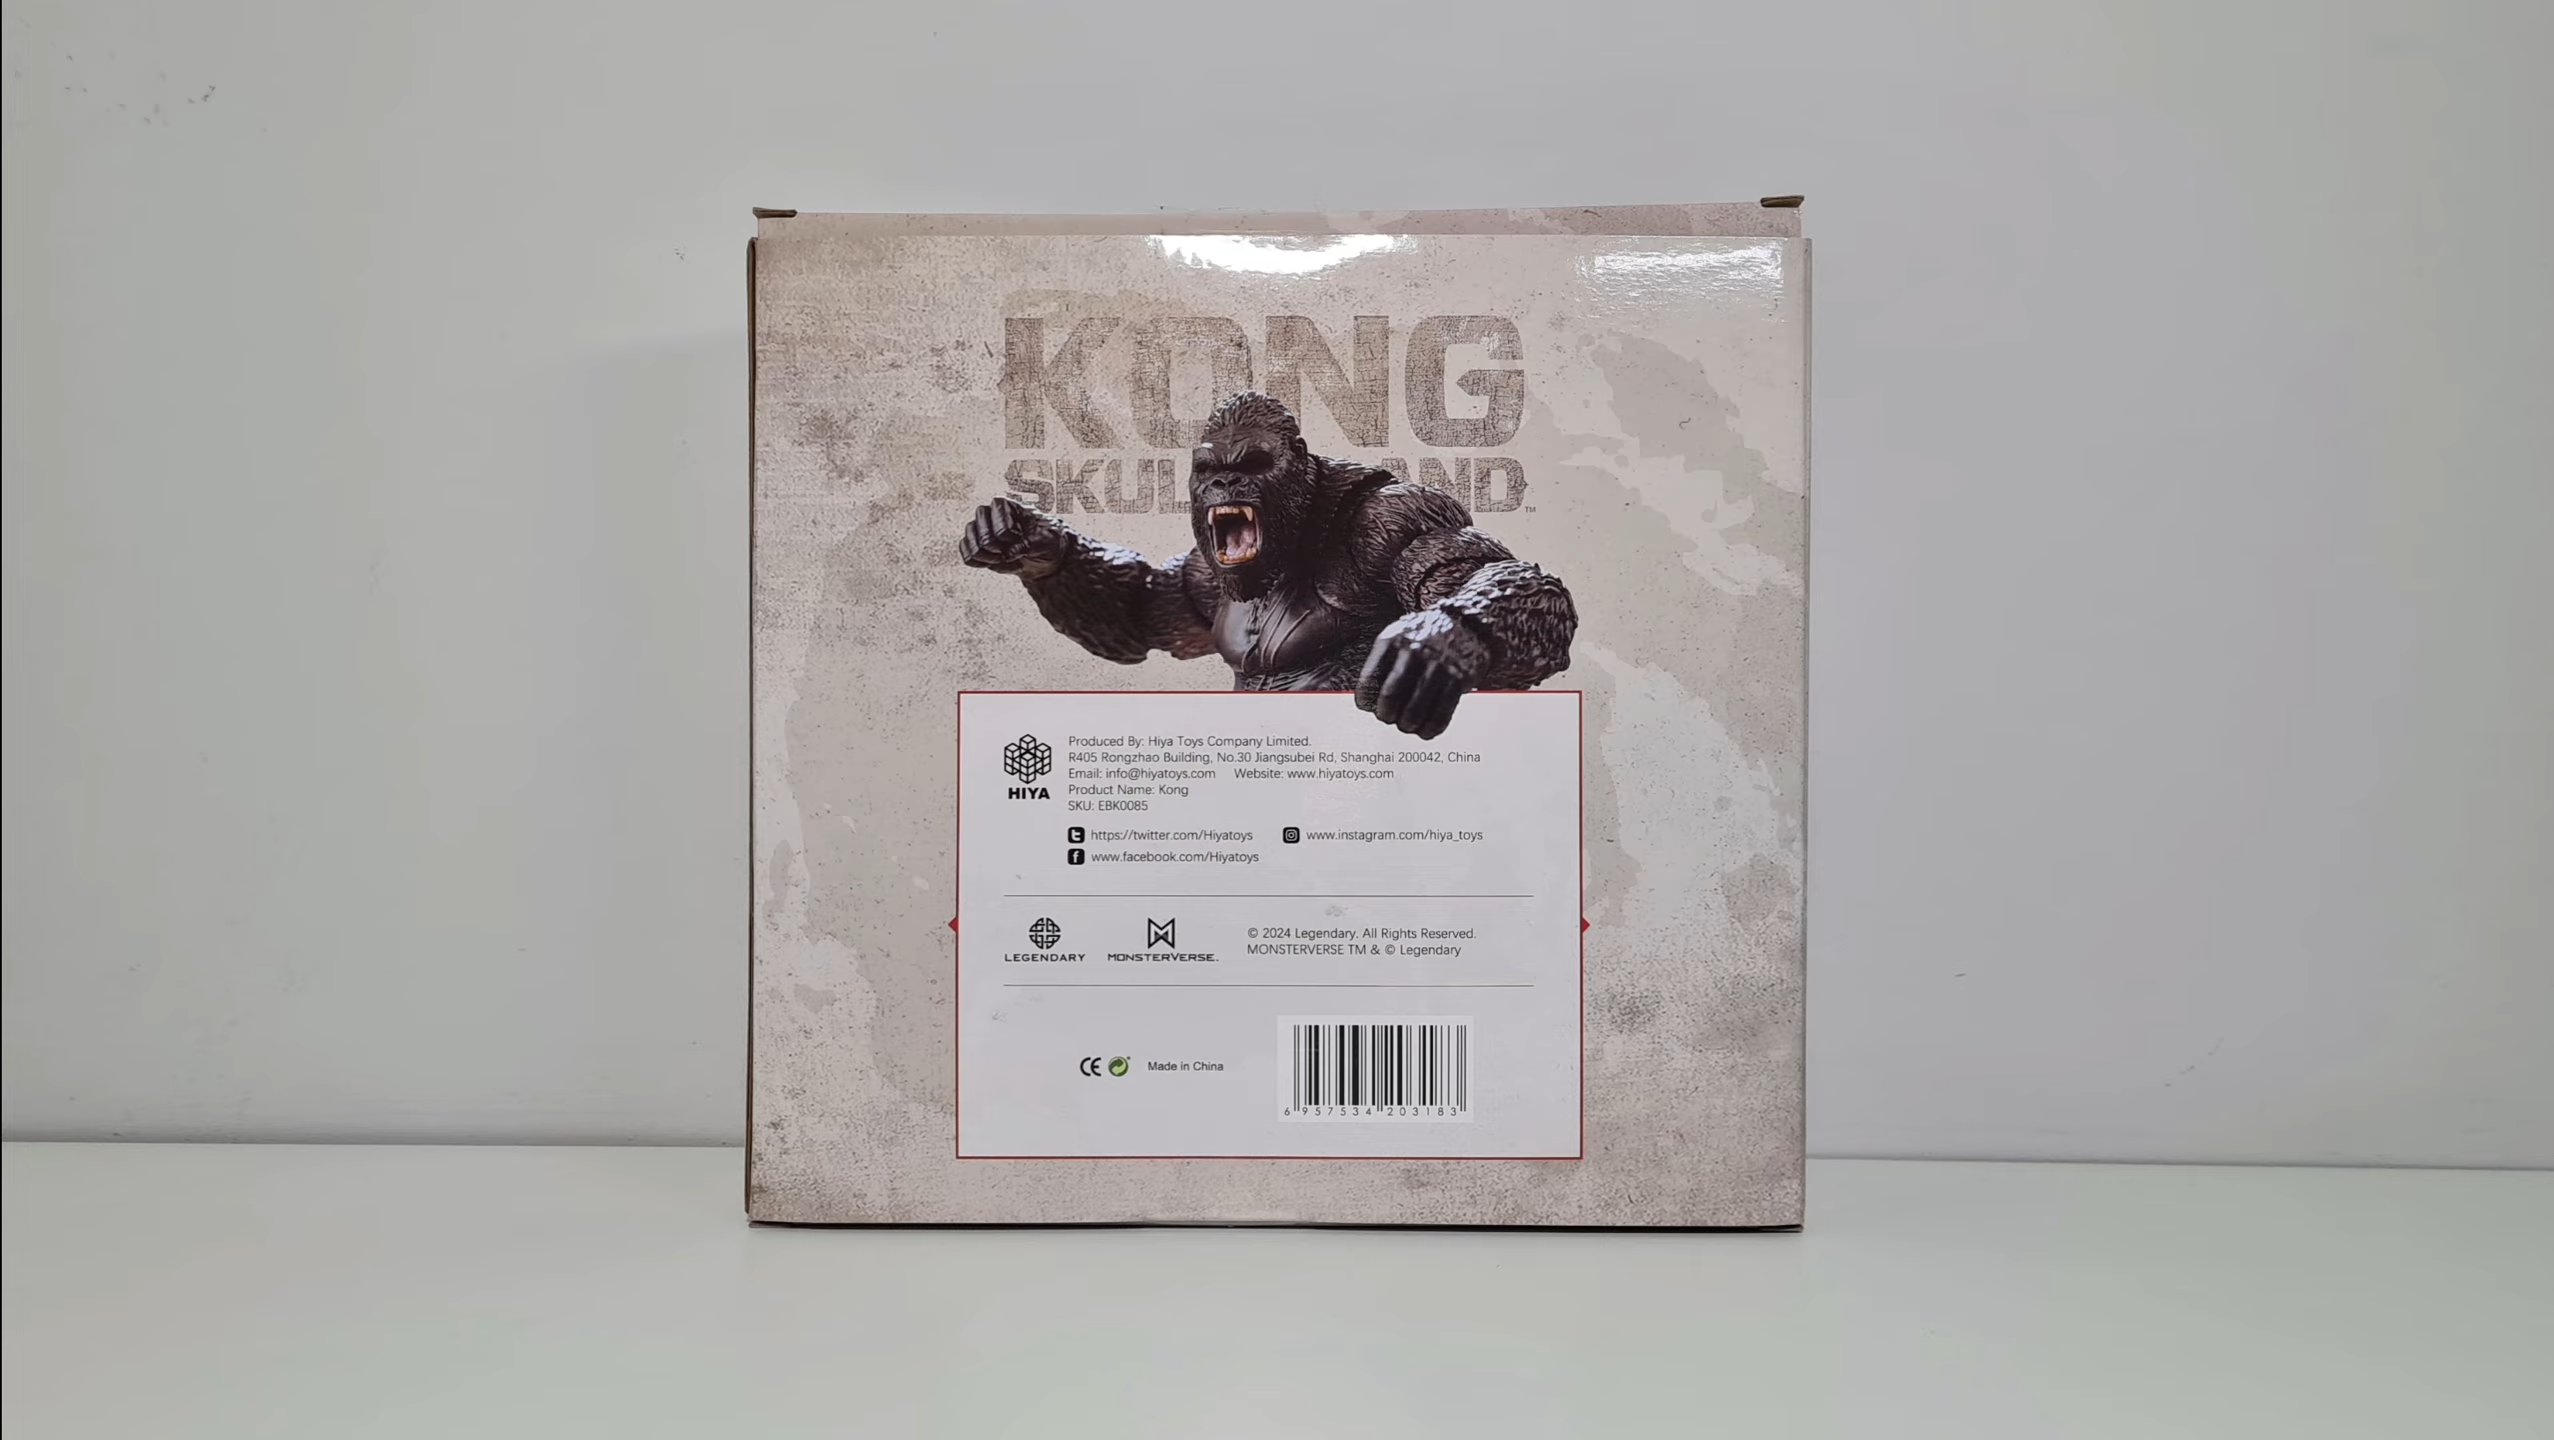 KONG
SKUL AND™
Produced By: Hiya Toys Company Limited.
R405 Rongzhao Building, No.30 Jiangsubei Rd, Shanghai 200042, China
Email: info@hiyatoys.com Website: www.hiyatoys.com
HIYA
Product Name: Kong
SKU: EBK0085
https://twitter.com/Hiyatoys www.instagram.com/hiya_toys
www.facebook.com/Hiyatoys
© 2024 Legendary. All Rights Reserved.
MONSTERVERSE TM & © Legendary
LEGENDARY MONSTERVERSE.
CE Made in China
6 957534 203183